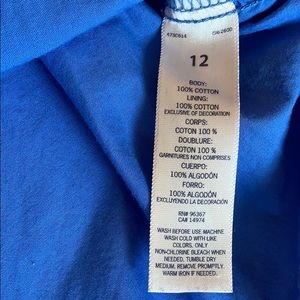 473C614
12
BODY:
100% COTTON
LINING:
100% COTTON
EXCLUSIVE OF DECORATION
CORPS:
COTON 100 %
DOUBLURE:
COTON 100 %
GARNITURES NON COMPRISES
CUERPO:
100% ALGODÓN
FORRO:
100% ALGODÓN
EXCLUYENDO LA DECORACIÓN
RN# 96367
CA# 14974
WASH BEFORE USE MACHINE
WASH COLD WITH LIKE
COLORS, ONLY
NON-CHLORINE BLEACH WHEN
NEEDED, TUMBLE DRY
MEDIUM, REMOVE PROMPTLY.
WARM IRON IF NEEDED